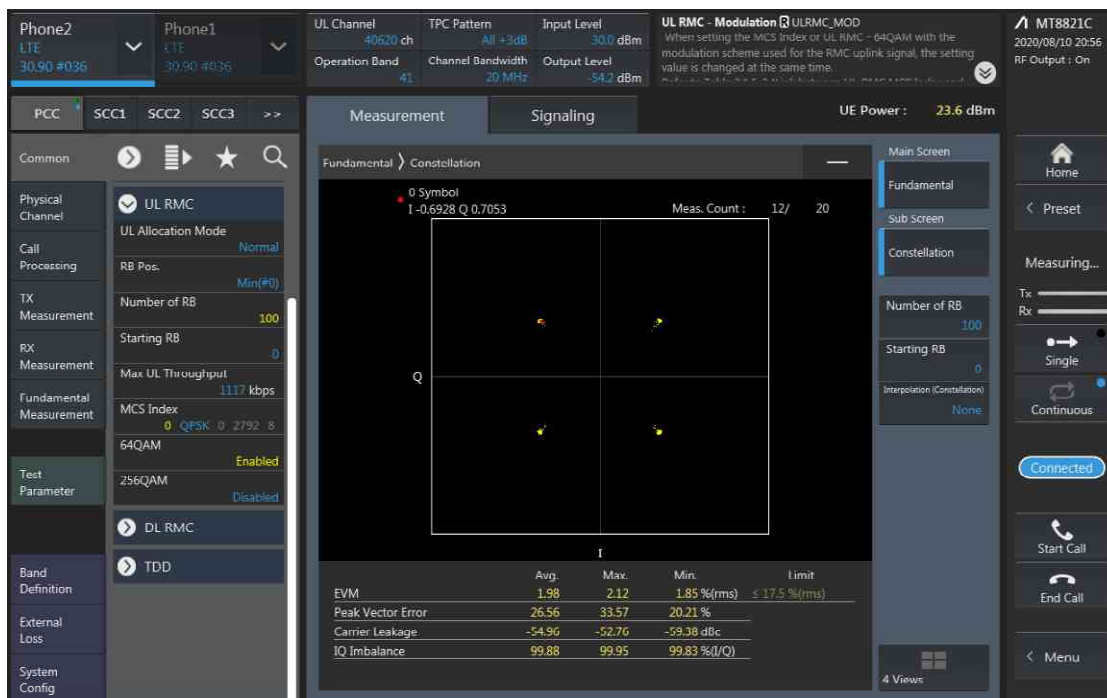 Phone2
LTE
30.90 #036
Phone1
LTE
30.90 #036
UL Channel
40620 ch
TPC Pattern
All +3dB
Input Level
30.0 dBm
Operation Band
41
Channel Bandwidth
20 MHz
Output Level
-54.2 dBm
UL RMC - Modulation R ULRMC_MOD
When setting the MCS Index or UL RMC - 64QAM with the
modulation scheme used for the RMC uplink signal, the setting
value is changed at the same time.
MT8821C
2020/08/10 20:56
RF Output : On
PCC SCC1 SCC2 SCC3 >>
Measurement
Signaling
UE Power : 23.6 dBm
Common
Physical
Channel
Call
Processing
TX
Measurement
RX
Measurement
Fundamental
Measurement
Test
Parameter
Band
Definition
External
Loss
System
Config
UL RMC
UL Allocation Mode
Normal
RB Pos.
Min(#0)
Number of RB
100
Starting RB
0
Max UL Throughput
1117 kbps
MCS Index
0 QPSK 0 2792 8
64QAM
Enabled
256QAM
Disabled
DL RMC
TDD
Fundamental 〉 Constellation
0 Symbol
I -0.6928 Q 0.7053
Meas. Count : 12/ 20
Q
I
Avg. Max. Min. Limit
EVM 1.98 2.12 1.85 %(rms) ≤ 17.5 %(rms)
Peak Vector Error 26.56 33.57 20.21 %
Carrier Leakage -54.96 -52.76 -59.38 dBc
IQ Imbalance 99.88 99.95 99.83 %(I/Q)
Main Screen
Fundamental
Sub Screen
Constellation
Number of RB
100
Starting RB
0
Interpolation (Constellation)
None
4 Views
Home
< Preset
Measuring...
Tx
Rx
Single
Continuous
Connected
Start Call
End Call
< Menu